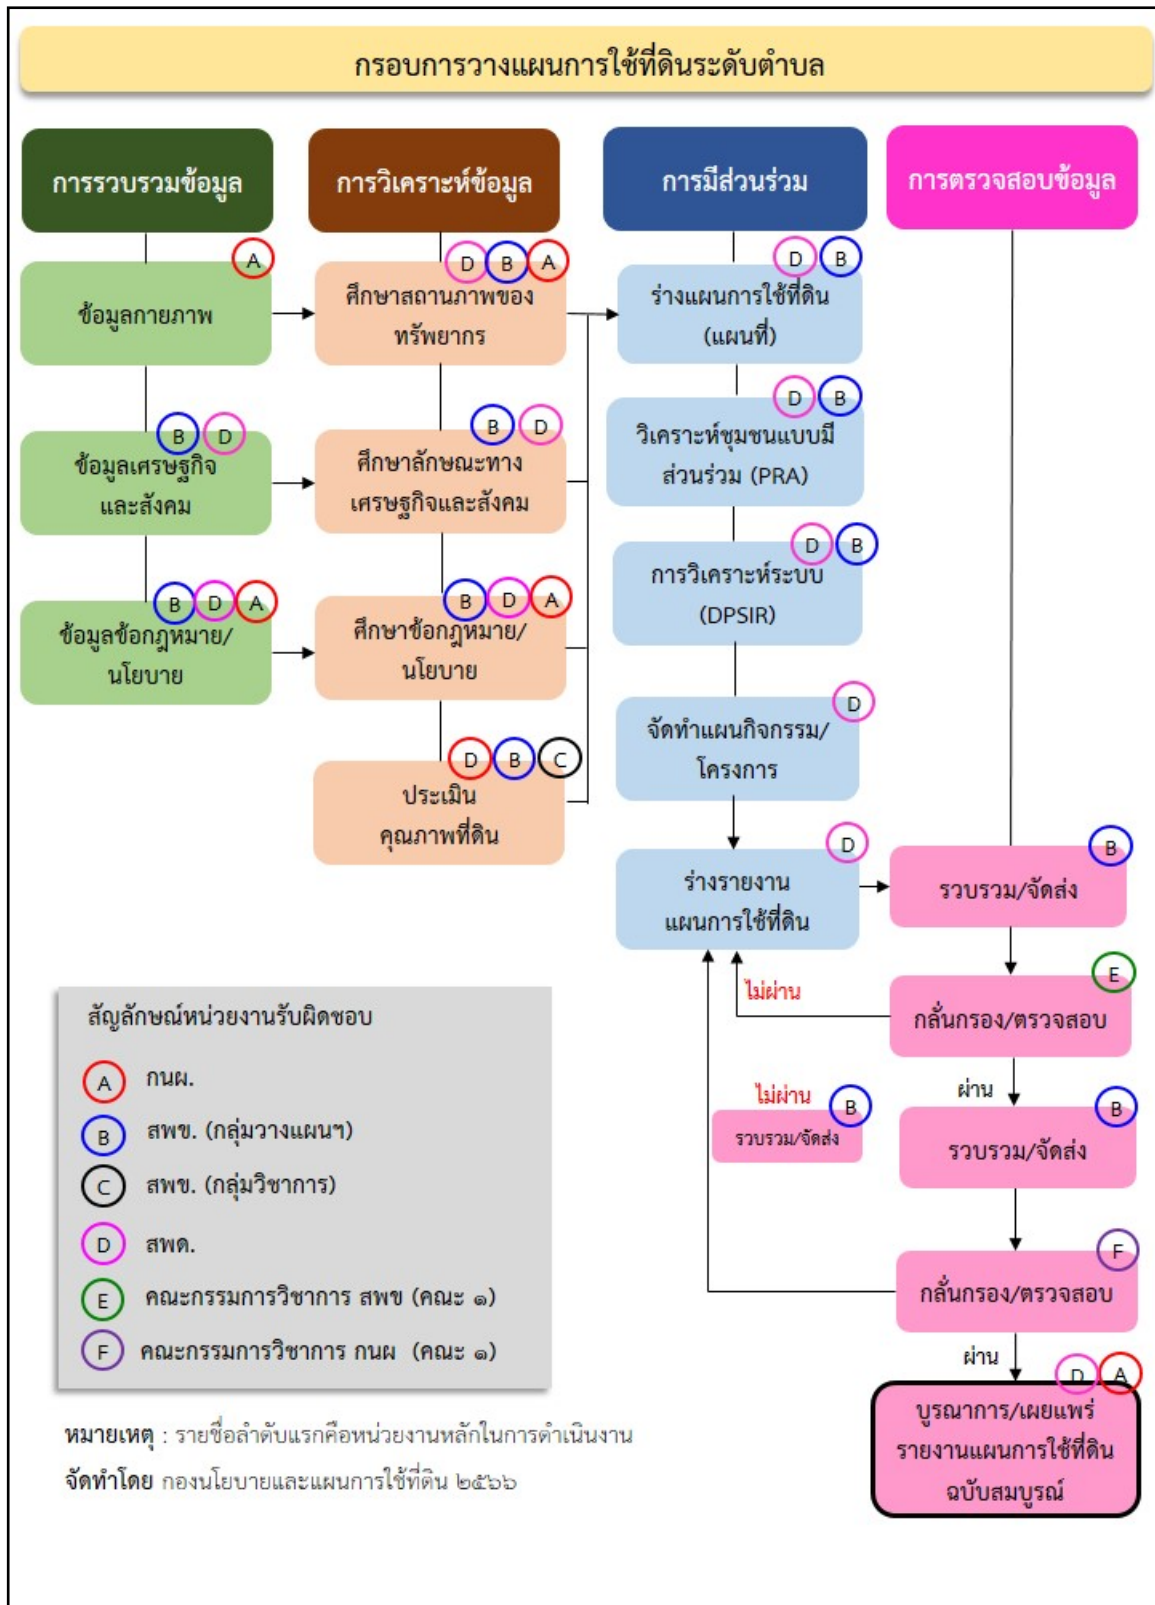 กรอบการวางแผนการใช้ที่ดินระดับตำบล
การรวบรวมข้อมูล
A
ข้อมูลกายภาพ
B D
ข้อมูลเศรษฐกิจ
และสังคม
B D A
ข้อมูลข้อกฎหมาย/
นโยบาย
การวิเคราะห์ข้อมูล
D B A
ศึกษาสถานภาพของ
ทรัพยากร
B D
ศึกษาลักษณะทาง
เศรษฐกิจและสังคม
B D A
ศึกษาข้อกฎหมาย/
นโยบาย
D B C
ประเมิน
คุณภาพที่ดิน
การมีส่วนร่วม
D B
ร่างแผนการใช้ที่ดิน
(แผนที่)
D B
วิเคราะห์ชุมชนแบบมี
ส่วนร่วม (PRA)
D B
การวิเคราะห์ระบบ
(DPSIR)
D
จัดทำแผนกิจกรรม/
โครงการ
D
ร่างรายงาน
แผนการใช้ที่ดิน
การตรวจสอบข้อมูล
B
รวบรวม/จัดส่ง
E
กลั่นกรอง/ตรวจสอบ
ไม่ผ่าน
ผ่าน
B
รวบรวม/จัดส่ง
ไม่ผ่าน
B
รวบรวม/จัดส่ง
F
กลั่นกรอง/ตรวจสอบ
ผ่าน
D A
บูรณาการ/เผยแพร่
รายงานแผนการใช้ที่ดิน
ฉบับสมบูรณ์
สัญลักษณ์หน่วยงานรับผิดชอบ
A กนผ.
B สพข. (กลุ่มวางแผนฯ)
C สพข. (กลุ่มวิชาการ)
D สพด.
E คณะกรรมการวิชาการ สพข (คณะ ๑)
F คณะกรรมการวิชาการ กนผ (คณะ ๑)
หมายเหตุ : รายชื่อลำดับแรกคือหน่วยงานหลักในการดำเนินงาน
จัดทำโดย กองนโยบายและแผนการใช้ที่ดิน ๒๕๖๖